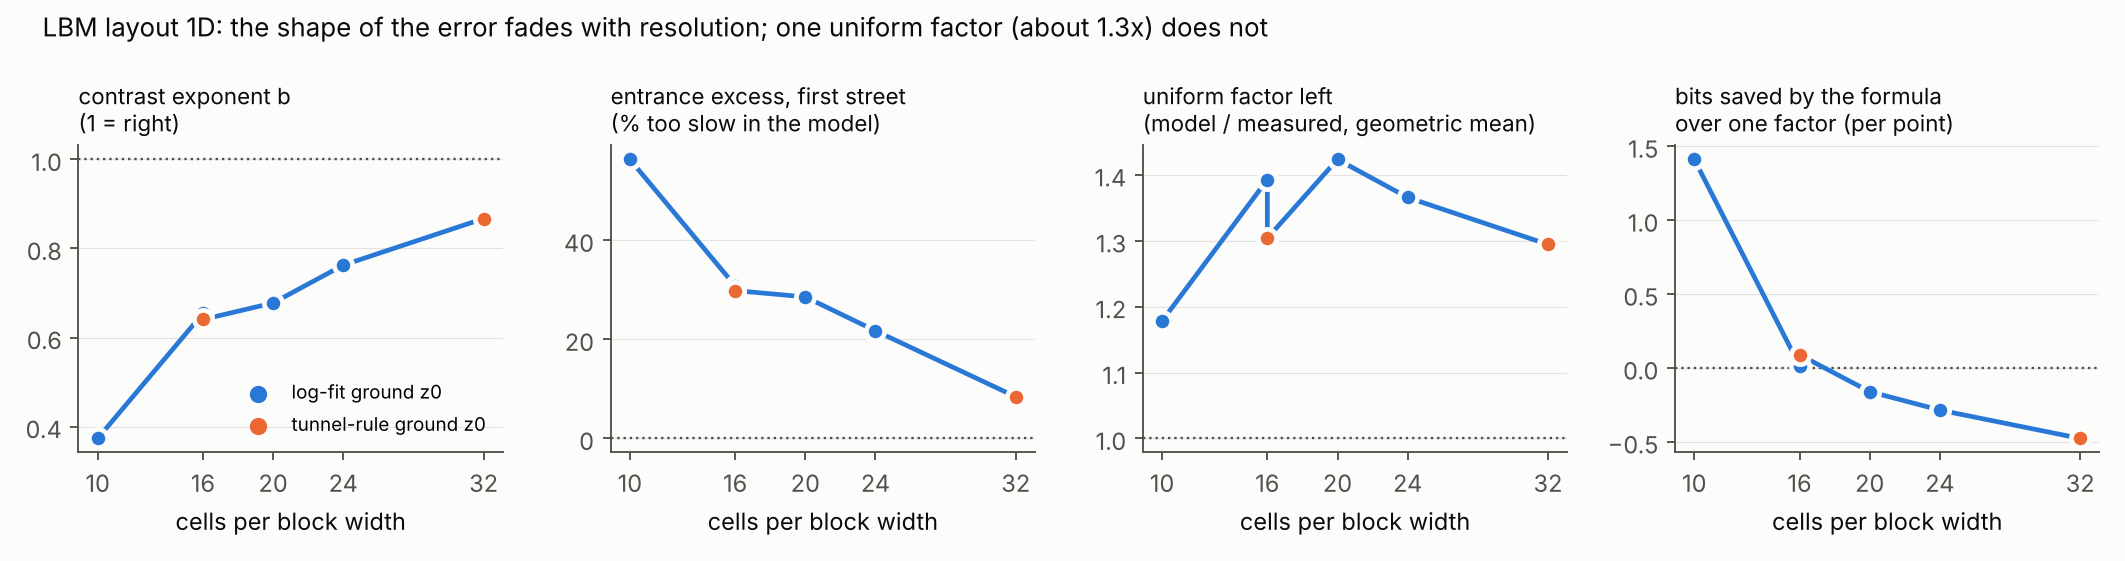 LBM layout 1D: the shape of the error fades with resolution; one uniform factor (about 1.3x) does not
contrast exponent b
(1 = right)
1.0
0.8
0.6
0.4
log-fit ground z0
tunnel-rule ground z0
10 16 20 24 32
cells per block width
entrance excess, first street
(% too slow in the model)
40
20
0
10 16 20 24 32
cells per block width
uniform factor left
(model / measured, geometric mean)
1.4
1.3
1.2
1.1
1.0
10 16 20 24 32
cells per block width
bits saved by the formula
over one factor (per point)
1.5
1.0
0.5
0.0
−0.5
10 16 20 24 32
cells per block width